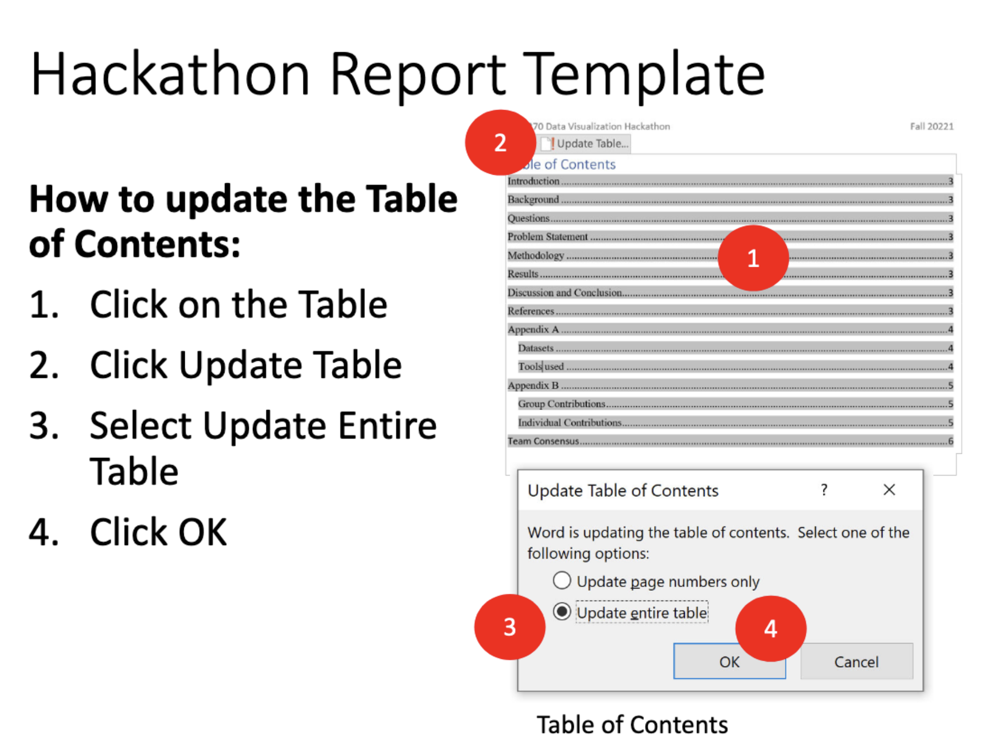 Hackathon Report Template
How to update the Table
of Contents:
1. Click on the Table
2. Click Update Table
3. Select Update Entire
Table
4. Click OK
2
70 Data Visualization Hackathon Fall 20221
Update Table...
ble of Contents
Introduction 3
Background 3
Questions 3
Problem Statement 3
1
Methodology 3
Results 3
Discussion and Conclusion 3
References 3
Appendix A 4
Datasets 4
Tools used 4
Appendix B 5
Group Contributions 5
Individual Contributions 5
Team Consensus 6
Update Table of Contents ?
Word is updating the table of contents. Select one of the
following options:
Update page numbers only
Update entire table
3
4
OK Cancel
Table of Contents